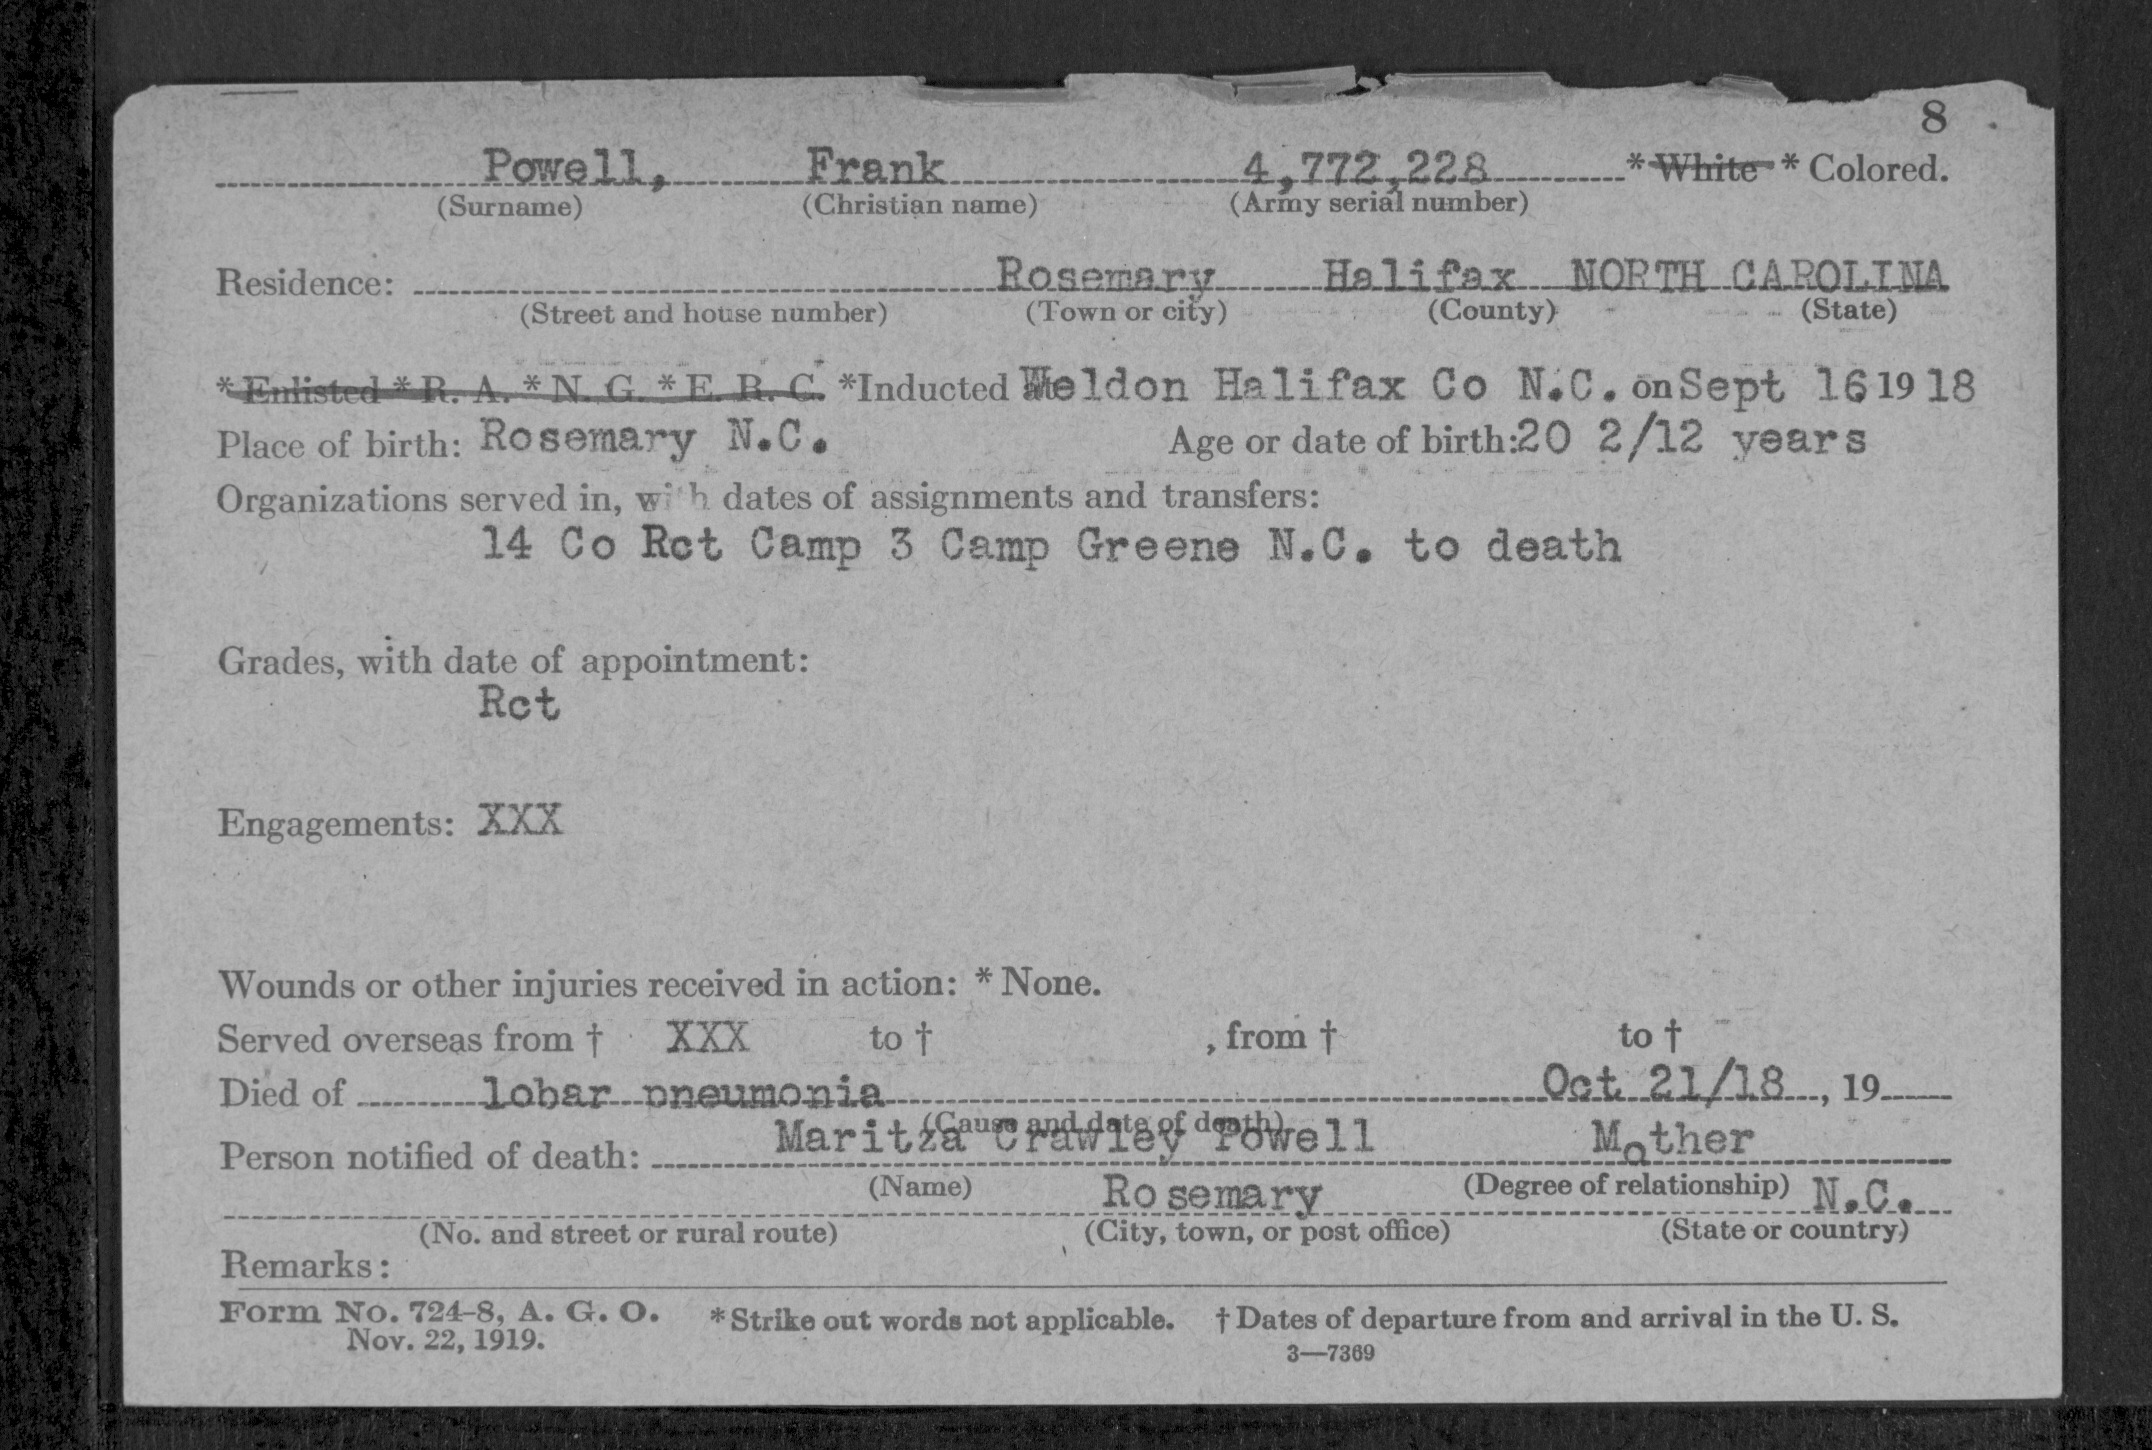 8
Powell, Frank 4,772,228 * White * Colored.
(Surname) (Christian name) (Army serial number)
Residence: Rosemary Halifax NORTH CAROLINA
(Street and house number) (Town or city) (County) (State)
* Enlisted * R. A. * N. G. * E. R. C. *Inducted Weldon Halifax Co N.C. on Sept 16 19 18
Place of birth: Rosemary N.C. Age or date of birth: 20 2/12 years
Organizations served in, with dates of assignments and transfers:
14 Co Rct Camp 3 Camp Greene N.C. to death
Grades, with date of appointment:
Rct
Engagements: XXX
Wounds or other injuries received in action: * None.
Served overseas from † XXX to † , from † to †
Died of lobar pneumonia Oct 21/18, 19
(Cause and date of death)
Person notified of death: Maritza Crawley Powell Mother
(Name) (Degree of relationship)
Rosemary N.C.
(No. and street or rural route) (City, town, or post office) (State or country)
Remarks:
Form No. 724-8, A. G. O. * Strike out words not applicable. † Dates of departure from and arrival in the U. S.
Nov. 22, 1919. 3—7369